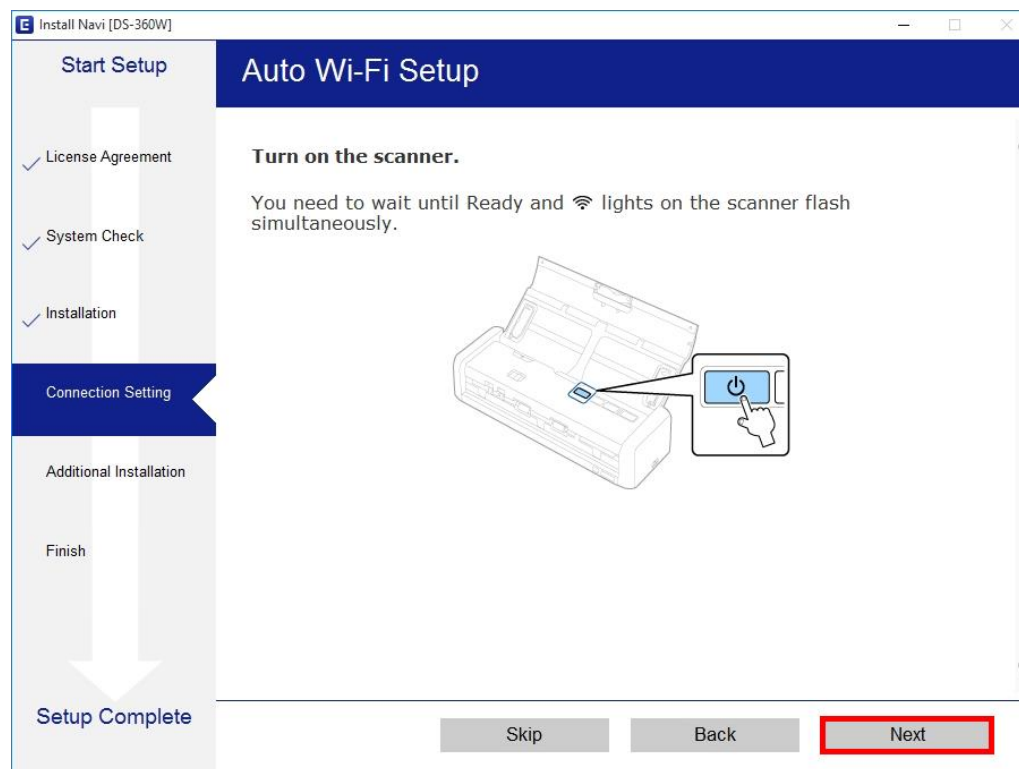 Install Navi [DS-360W]
Start Setup
License Agreement
System Check
Installation
Connection Setting
Additional Installation
Finish
Setup Complete
Auto Wi-Fi Setup
Turn on the scanner.
You need to wait until Ready and lights on the scanner flash
simultaneously.
Skip
Back
Next